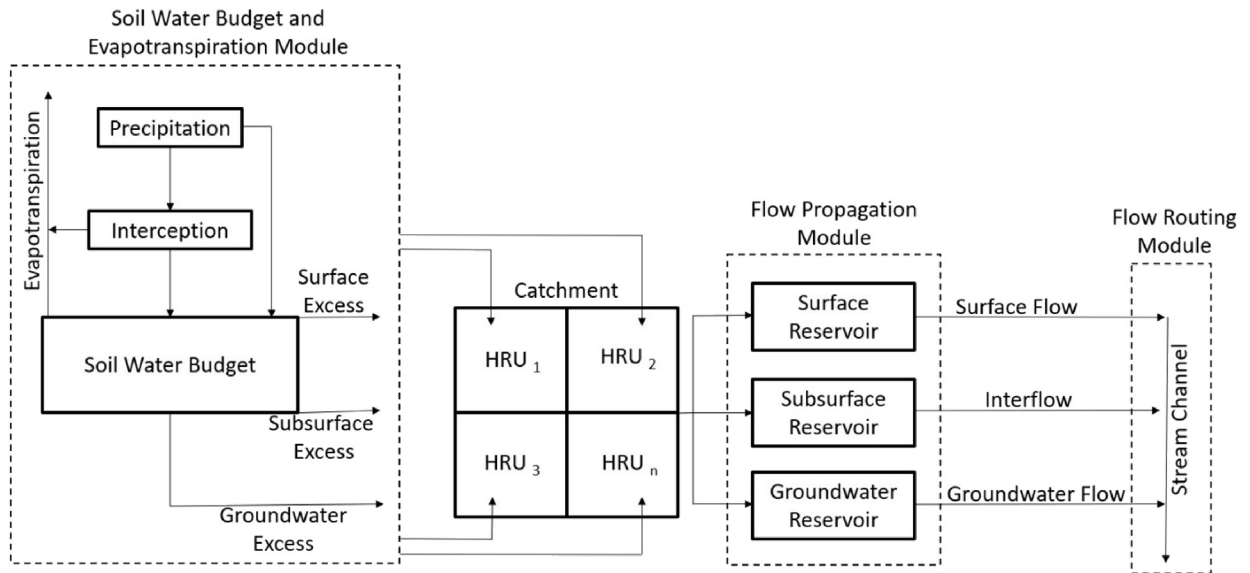 Soil Water Budget and
Evapotranspiration Module
Evapotranspiration
Precipitation
Interception
Surface
Excess
Soil Water Budget
Subsurface
Excess
Groundwater
Excess
Catchment
HRU 1
HRU 2
HRU 3
HRU n
Flow Propagation
Module
Surface
Reservoir
Subsurface
Reservoir
Groundwater
Reservoir
Surface Flow
Interflow
Groundwater Flow
Flow Routing
Module
Stream Channel